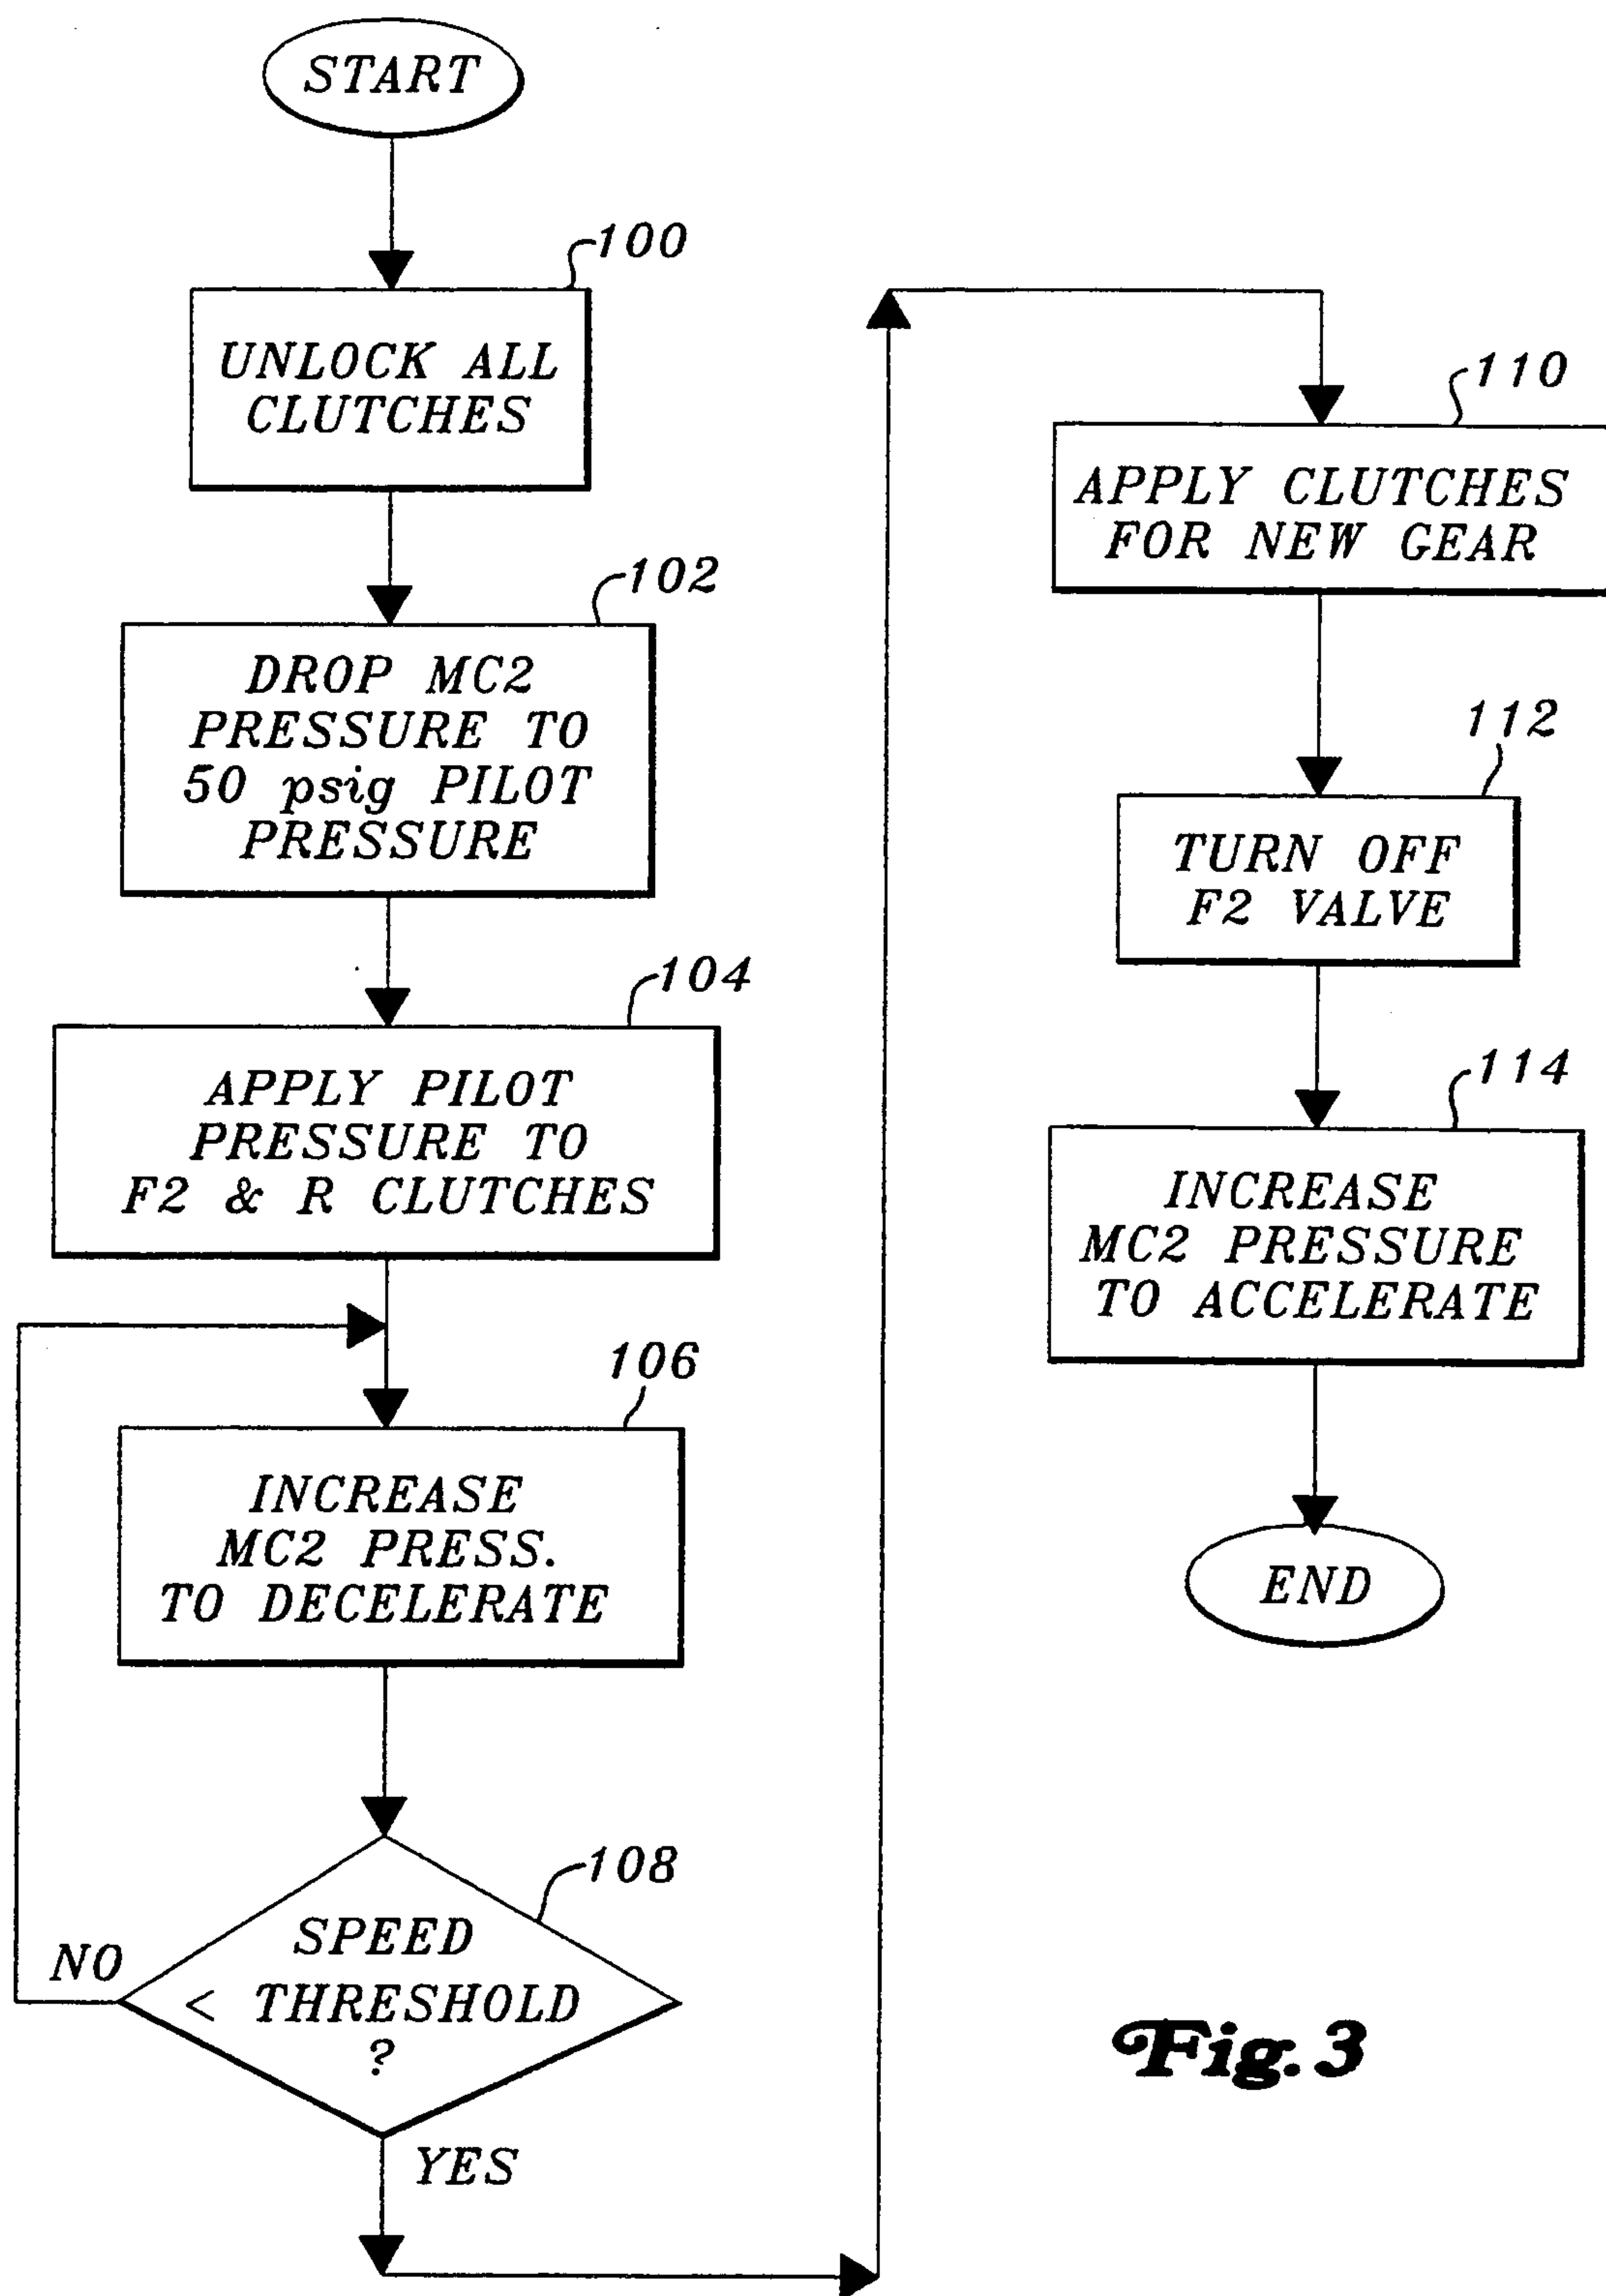 START
100
UNLOCK ALL
CLUTCHES
102
DROP MC2
PRESSURE TO
50 psig PILOT
PRESSURE
104
APPLY PILOT
PRESSURE TO
F2 & R CLUTCHES
106
INCREASE
MC2 PRESS.
TO DECELERATE
108
SPEED
< THRESHOLD
?
NO
YES
110
APPLY CLUTCHES
FOR NEW GEAR
112
TURN OFF
F2 VALVE
114
INCREASE
MC2 PRESSURE
TO ACCELERATE
END
Fig. 3